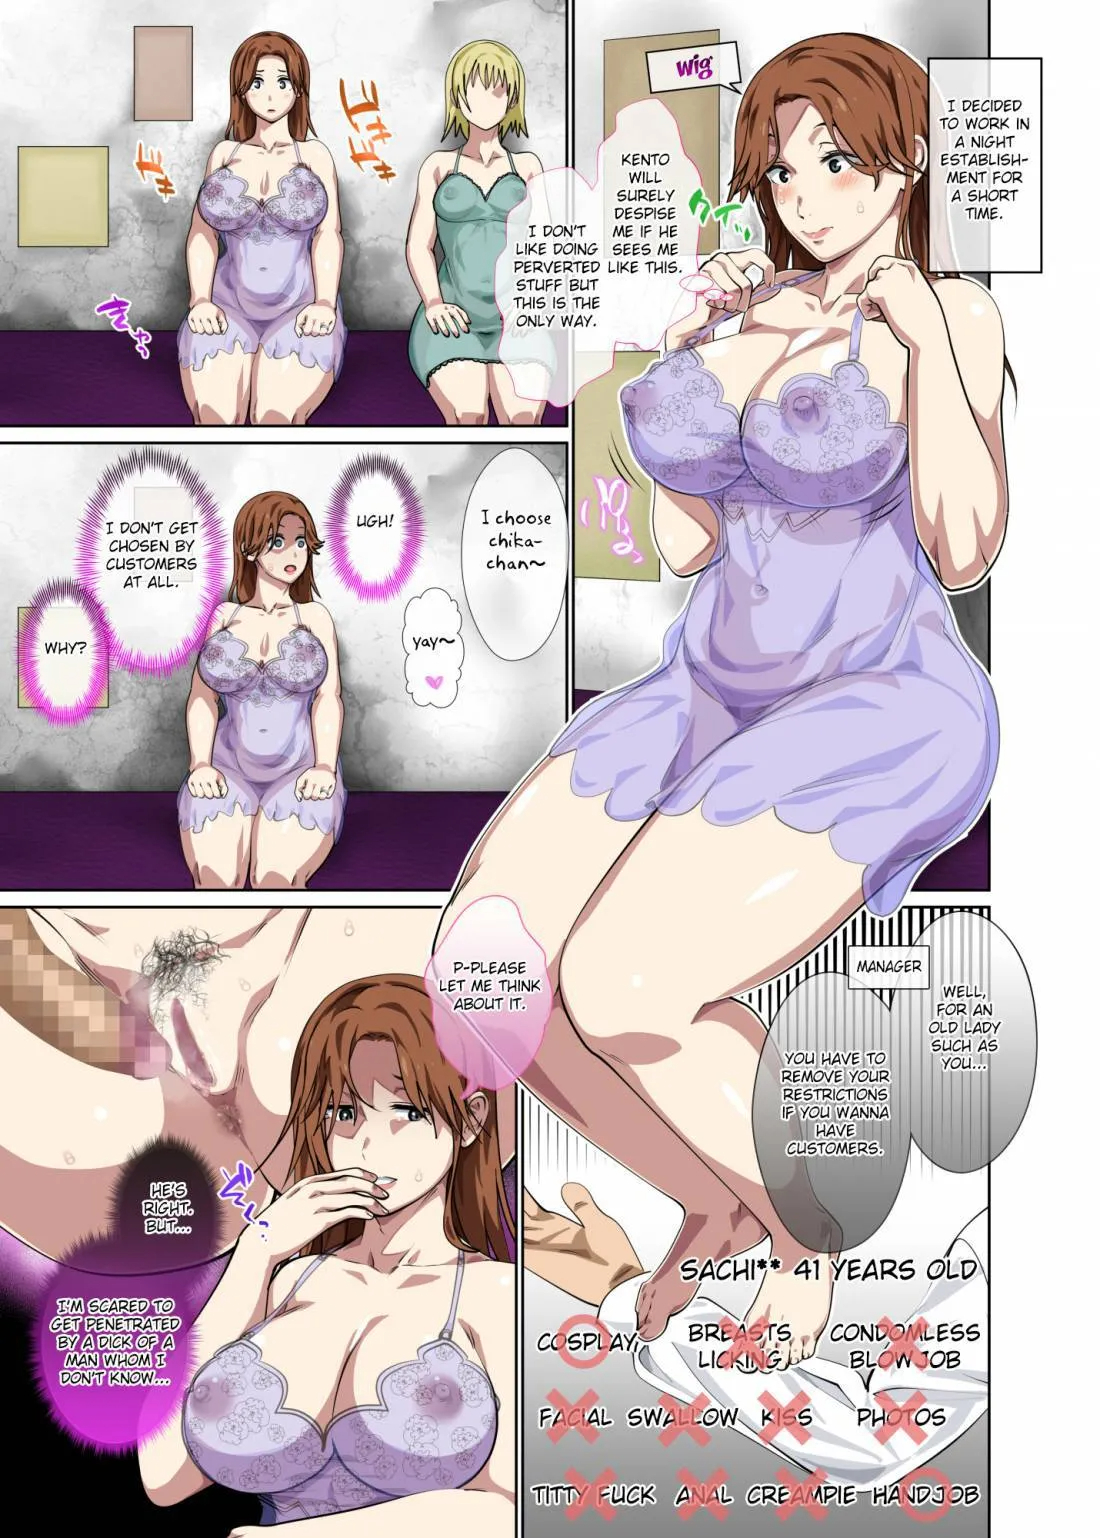 I DECIDED
TO WORK IN
A NIGHT
ESTABLISH-
MENT FOR
A SHORT
TIME.
Wig
KENTO
WILL
SURELY
DESPISE
ME IF HE
SEES ME
LIKE THIS.
I DON'T
LIKE DOING
PERVERTED
STUFF BUT
THIS IS THE
ONLY WAY.
I choose
chika-
chan~
yay~
UGH!
I DON'T GET
CHOSEN BY
CUSTOMERS
AT ALL.
WHY?
MANAGER
WELL,
FOR AN
OLD LADY
SUCH AS
YOU...
YOU HAVE TO
REMOVE YOUR
RESTRICTIONS
IF YOU WANNA
HAVE
CUSTOMERS.
SACHI** 41 YEARS OLD
COSPLAY
BREASTS
LICKING
CONDOMLESS
BLOWJOB
FACIAL SWALLOW KISS PHOTOS
TITTY FUCK ANAL CREAMPIE HANDJOB
P-PLEASE
LET ME THINK
ABOUT IT.
HE'S
RIGHT.
BUT...
I'M SCARED TO
GET PENETRATED
BY A DICK OF A
MAN WHOM I
DON'T KNOW...